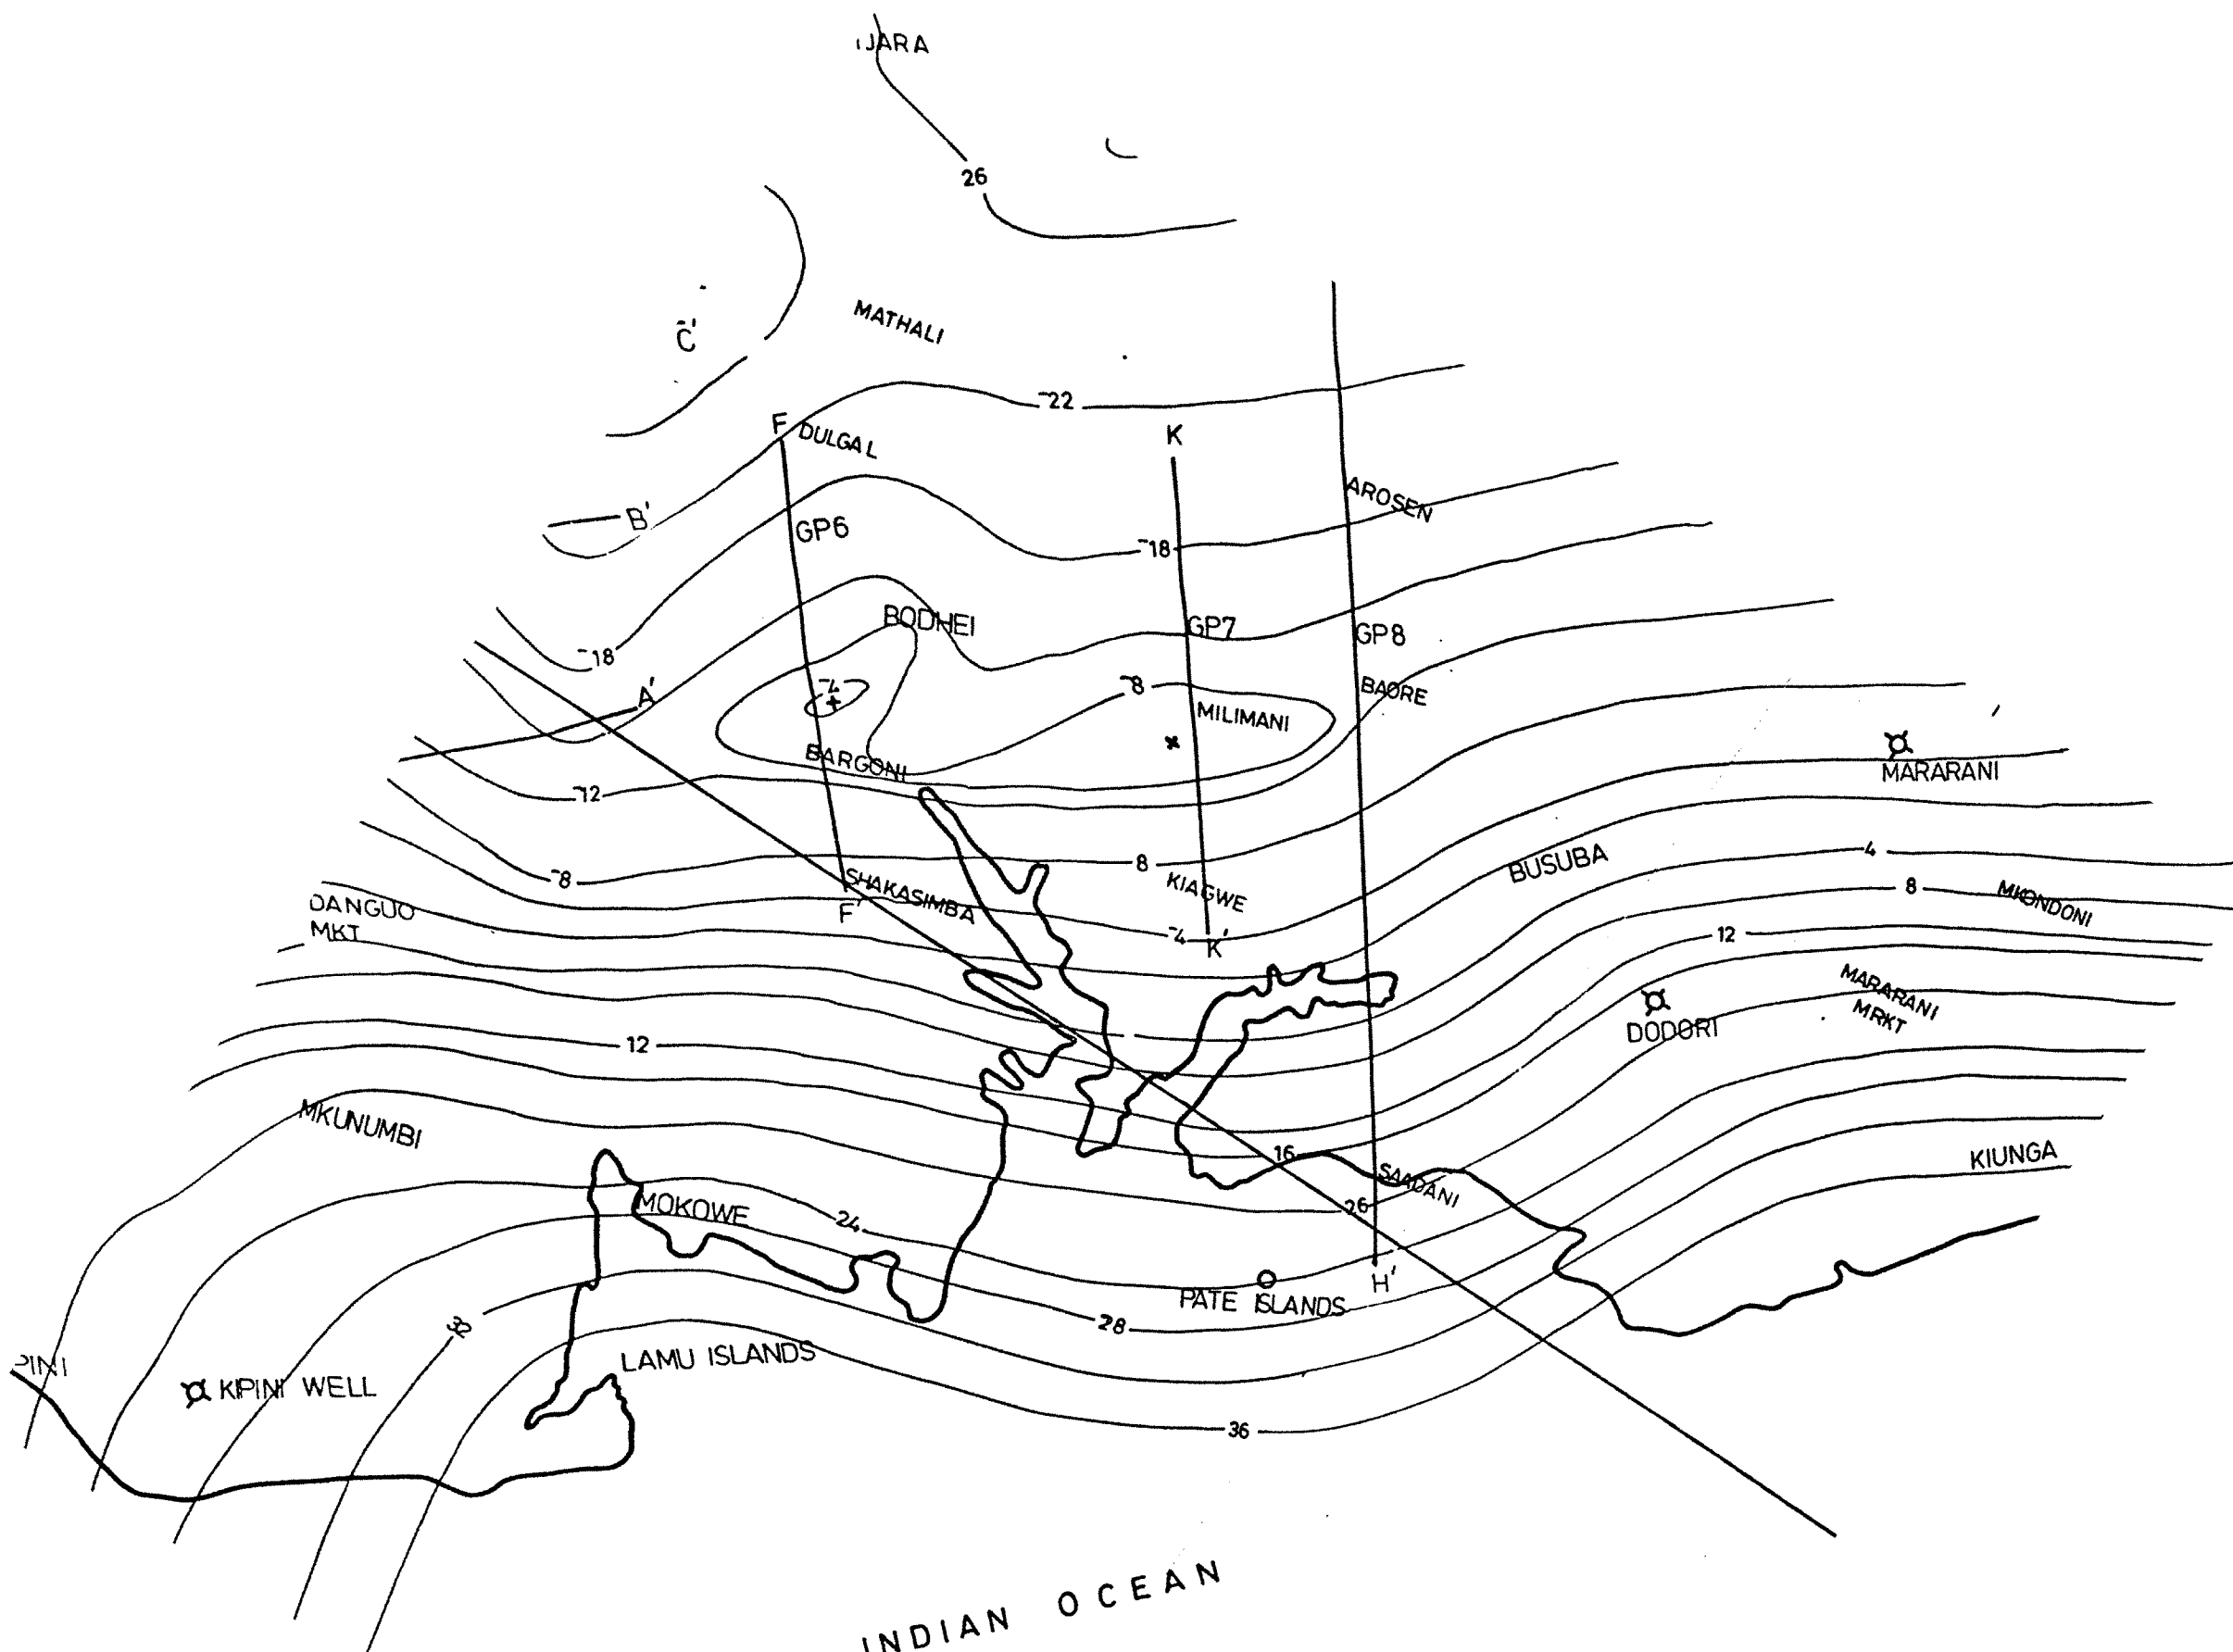 IJARA
26
C'
MATHALI
-22
F
DULGAL
K
AROSEN
B'
GP6
-18
BODHEI
GP7
GP8
-18
-4
A'
-8
BAORE
MILIMANI
MARARANI
BARGONI
-12
BUSUBA
4
-8
SHAKASIMBA
8
KIAGWE
8
MKONDONI
DANGUO
MKT
F'
-4
K'
12
MARARANI
MRKT
DODORI
12
MKUNUMBI
16
SAADANI
KIUNGA
MOKOWE
24
26
H'
PATE ISLANDS
28
32
PINI
KIPINI WELL
LAMU ISLANDS
36
INDIAN OCEAN